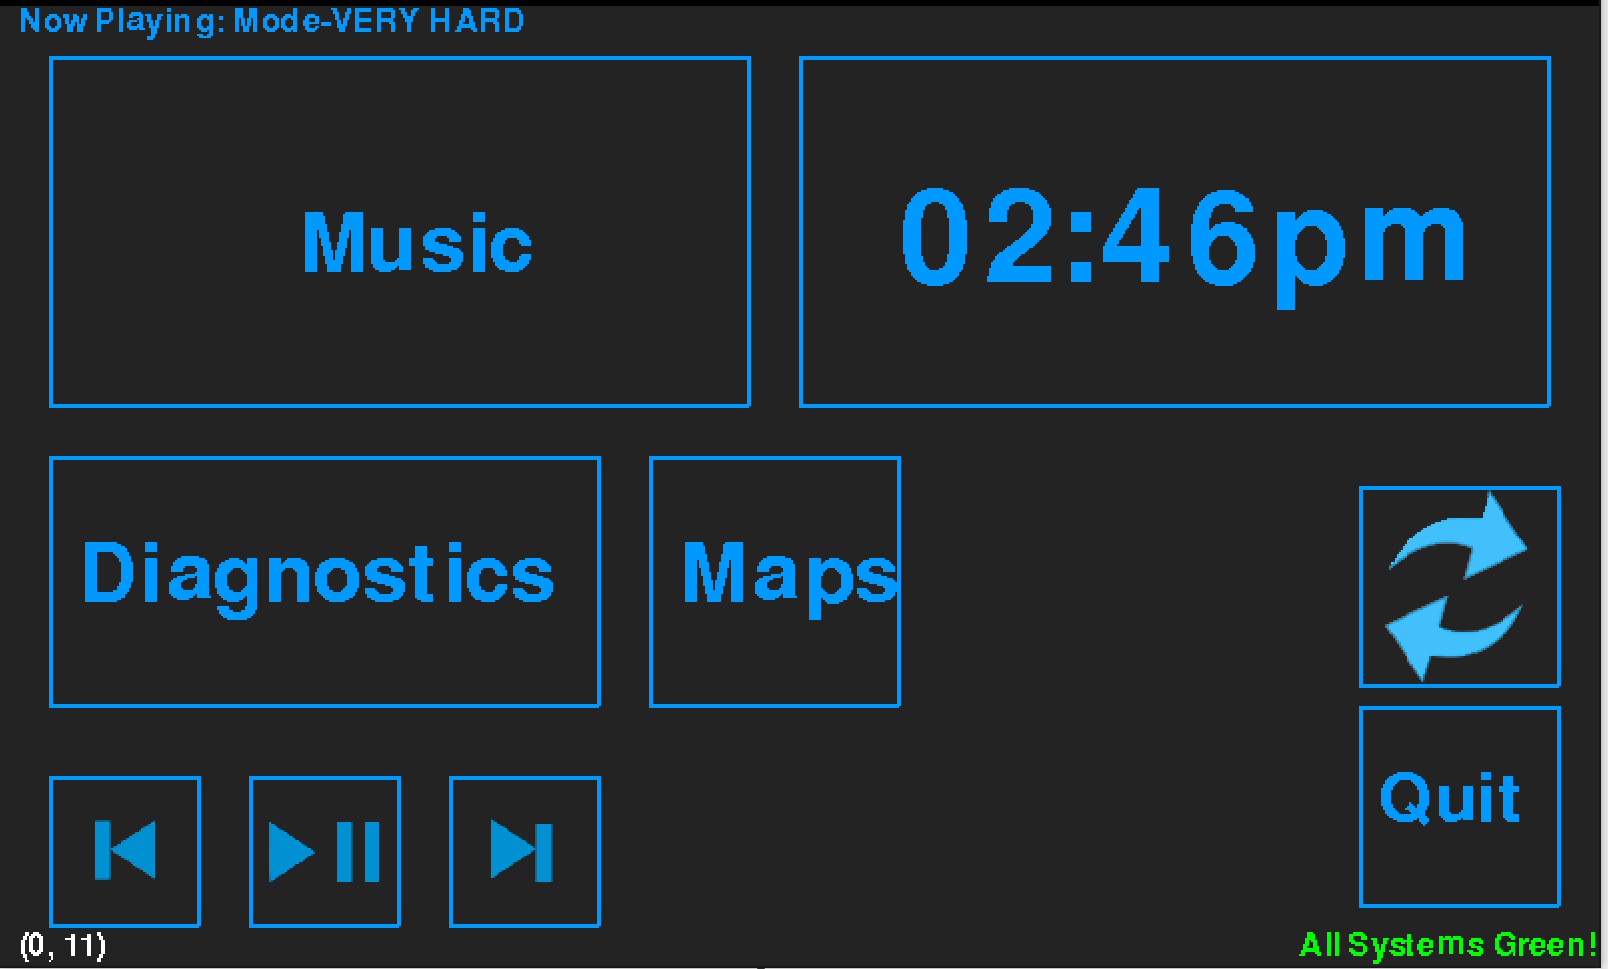 Now Playing: Mode-VERY HARD
Music
02:46pm
Diagnostics
Maps
Quit
(0, 11)
All Systems Green!